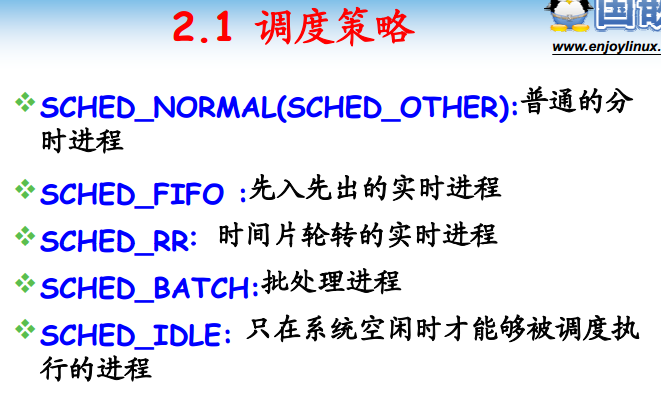 2.1 调度策略
国嵌
www.enjoylinux.
SCHED_NORMAL(SCHED_OTHER):普通的分
时进程
SCHED_FIFO :先入先出的实时进程
SCHED_RR: 时间片轮转的实时进程
SCHED_BATCH:批处理进程
SCHED_IDLE: 只在系统空闲时才能够被调度执
行的进程